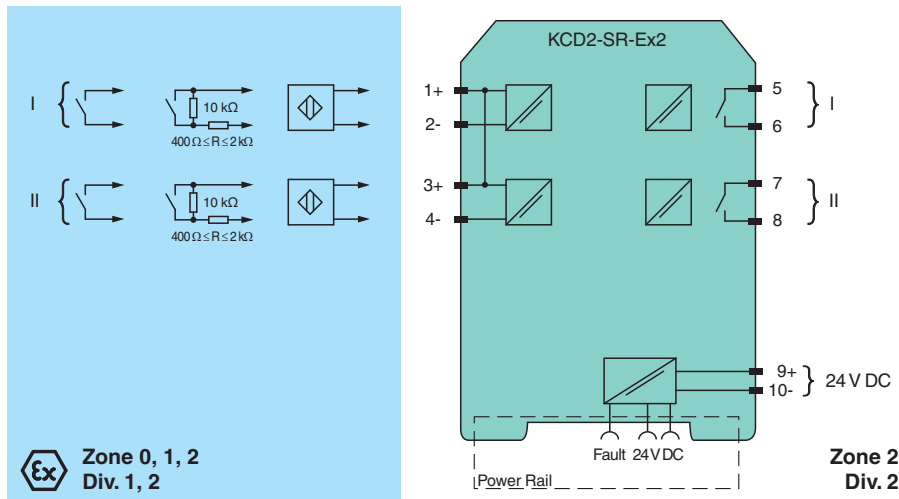 KCD2-SR-Ex2
I
10 kΩ
400 Ω ≤ R ≤ 2 kΩ
1+
2-
5
6
I
II
10 kΩ
400 Ω ≤ R ≤ 2 kΩ
3+
4-
7
8
II
9+
10-
24 V DC
Fault 24 V DC
Power Rail
Ex
Zone 0, 1, 2
Div. 1, 2
Zone 2
Div. 2